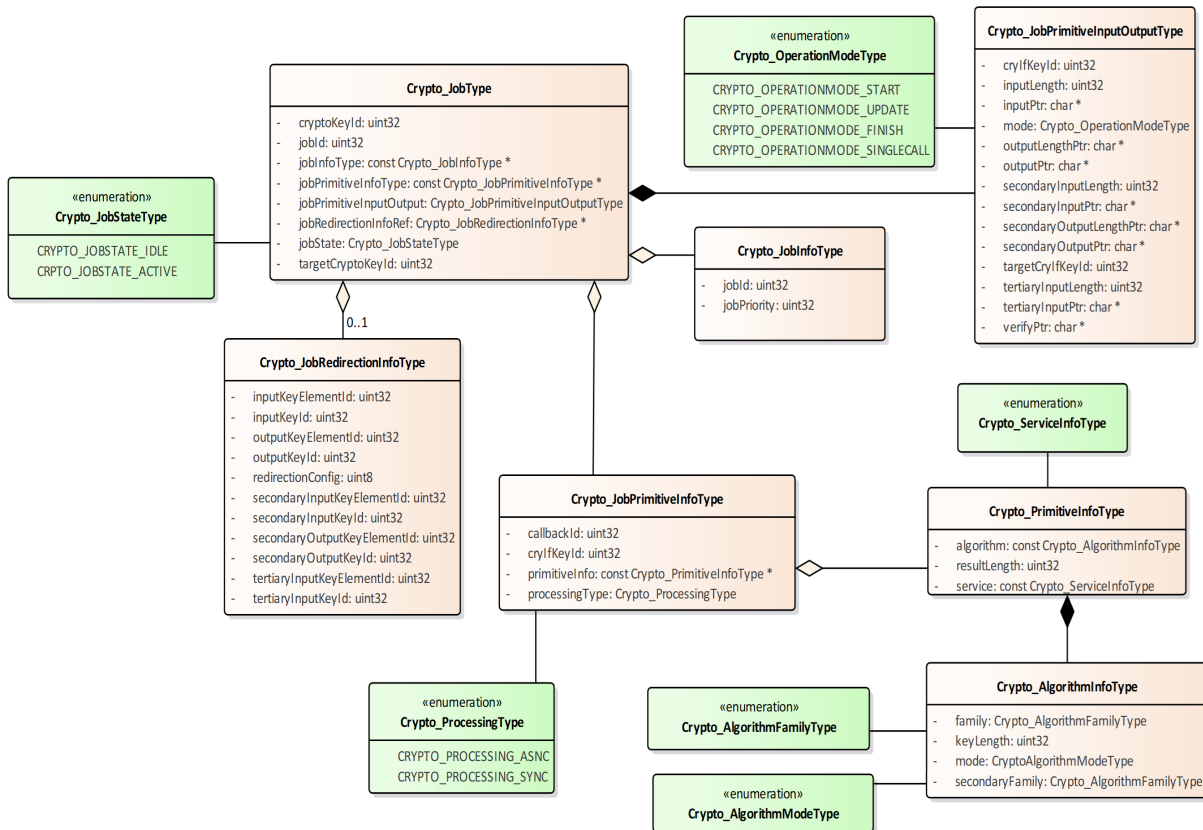 «enumeration»
Crypto_OperationModeType
CRYPTO_OPERATIONMODE_START
CRYPTO_OPERATIONMODE_UPDATE
CRYPTO_OPERATIONMODE_FINISH
CRYPTO_OPERATIONMODE_SINGLECALL
Crypto_JobPrimitiveInputOutputType
- cryIfKeyId: uint32
- inputLength: uint32
- inputPtr: char *
- mode: Crypto_OperationModeType
- outputLengthPtr: char *
- outputPtr: char *
- secondaryInputLength: uint32
- secondaryInputPtr: char *
- secondaryOutputLengthPtr: char *
- secondaryOutputPtr: char *
- targetCryIfKeyId: uint32
- tertiaryInputLength: uint32
- tertiaryInputPtr: char *
- verifyPtr: char *
Crypto_JobType
- cryptoKeyId: uint32
- jobId: uint32
- jobInfoType: const Crypto_JobInfoType *
- jobPrimitiveInfoType: const Crypto_JobPrimitiveInfoType *
- jobPrimitiveInputOutput: Crypto_JobPrimitiveInputOutputType
- jobRedirectionInfoRef: Crypto_JobRedirectionInfoType *
- jobState: Crypto_JobStateType
- targetCryptoKeyId: uint32
«enumeration»
Crypto_JobStateType
CRYPTO_JOBSTATE_IDLE
CRPTO_JOBSTATE_ACTIVE
Crypto_JobInfoType
- jobId: uint32
- jobPriority: uint32
0..1
Crypto_JobRedirectionInfoType
- inputKeyElementId: uint32
- inputKeyId: uint32
- outputKeyElementId: uint32
- outputKeyId: uint32
- redirectionConfig: uint8
- secondaryInputKeyElementId: uint32
- secondaryInputKeyId: uint32
- secondaryOutputKeyElementId: uint32
- secondaryOutputKeyId: uint32
- tertiaryInputKeyElementId: uint32
- tertiaryInputKeyId: uint32
«enumeration»
Crypto_ServiceInfoType
Crypto_JobPrimitiveInfoType
- callbackId: uint32
- cryIfKeyId: uint32
- primitiveInfo: const Crypto_PrimitiveInfoType *
- processingType: Crypto_ProcessingType
Crypto_PrimitiveInfoType
- algorithm: const Crypto_AlgorithmInfoType
- resultLength: uint32
- service: const Crypto_ServiceInfoType
«enumeration»
Crypto_ProcessingType
CRYPTO_PROCESSING_ASNC
CRYPTO_PROCESSING_SYNC
«enumeration»
Crypto_AlgorithmFamilyType
Crypto_AlgorithmInfoType
- family: Crypto_AlgorithmFamilyType
- keyLength: uint32
- mode: CryptoAlgorithmModeType
- secondaryFamily: Crypto_AlgorithmFamilyType
«enumeration»
Crypto_AlgorithmModeType